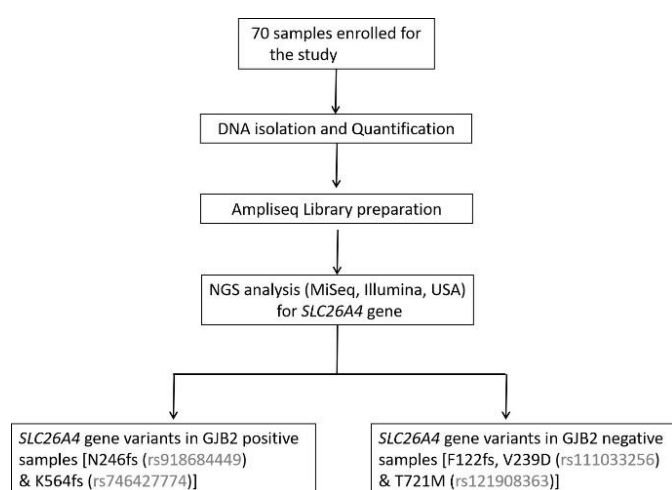 70 samples enrolled for
the study
DNA isolation and Quantification
Ampliseq Library preparation
NGS analysis (MiSeq, Illumina, USA)
for SLC26A4 gene
SLC26A4 gene variants in GJB2 positive
samples [N246fs (rs918684449)
& K564fs (rs746427774)]
SLC26A4 gene variants in GJB2 negative
samples [F122fs, V239D (rs111033256)
& T721M (rs121908363)]